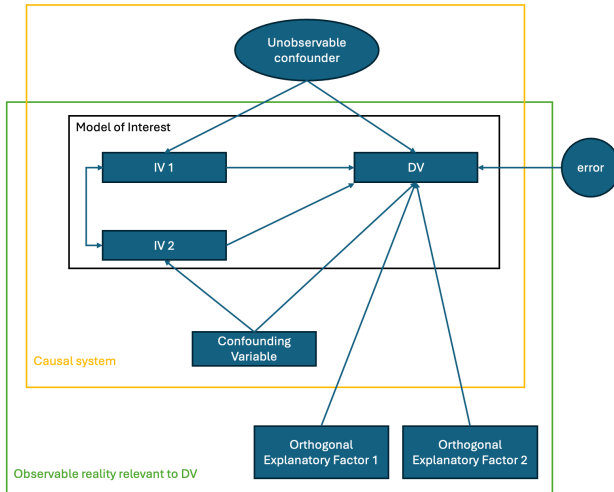 Unobservable
confounder
Model of Interest
IV 1
DV
error
IV 2
Confounding
Variable
Causal system
Orthogonal
Explanatory Factor 1
Orthogonal
Explanatory Factor 2
Observable reality relevant to DV